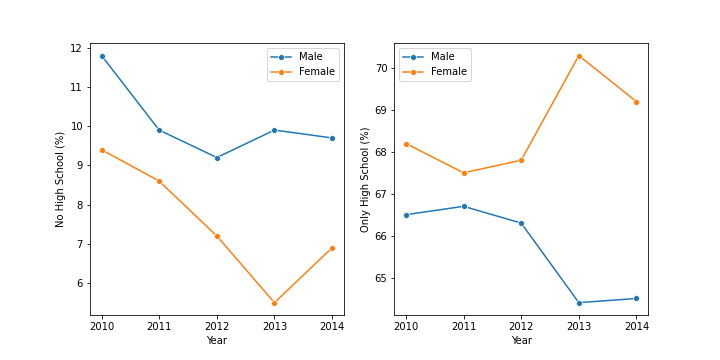 12
11
10
9
8
7
6
No High School (%)
2010 2011 2012 2013 2014
Year
Male
Female
70
69
68
67
66
65
Only High School (%)
2010 2011 2012 2013 2014
Year
Male
Female